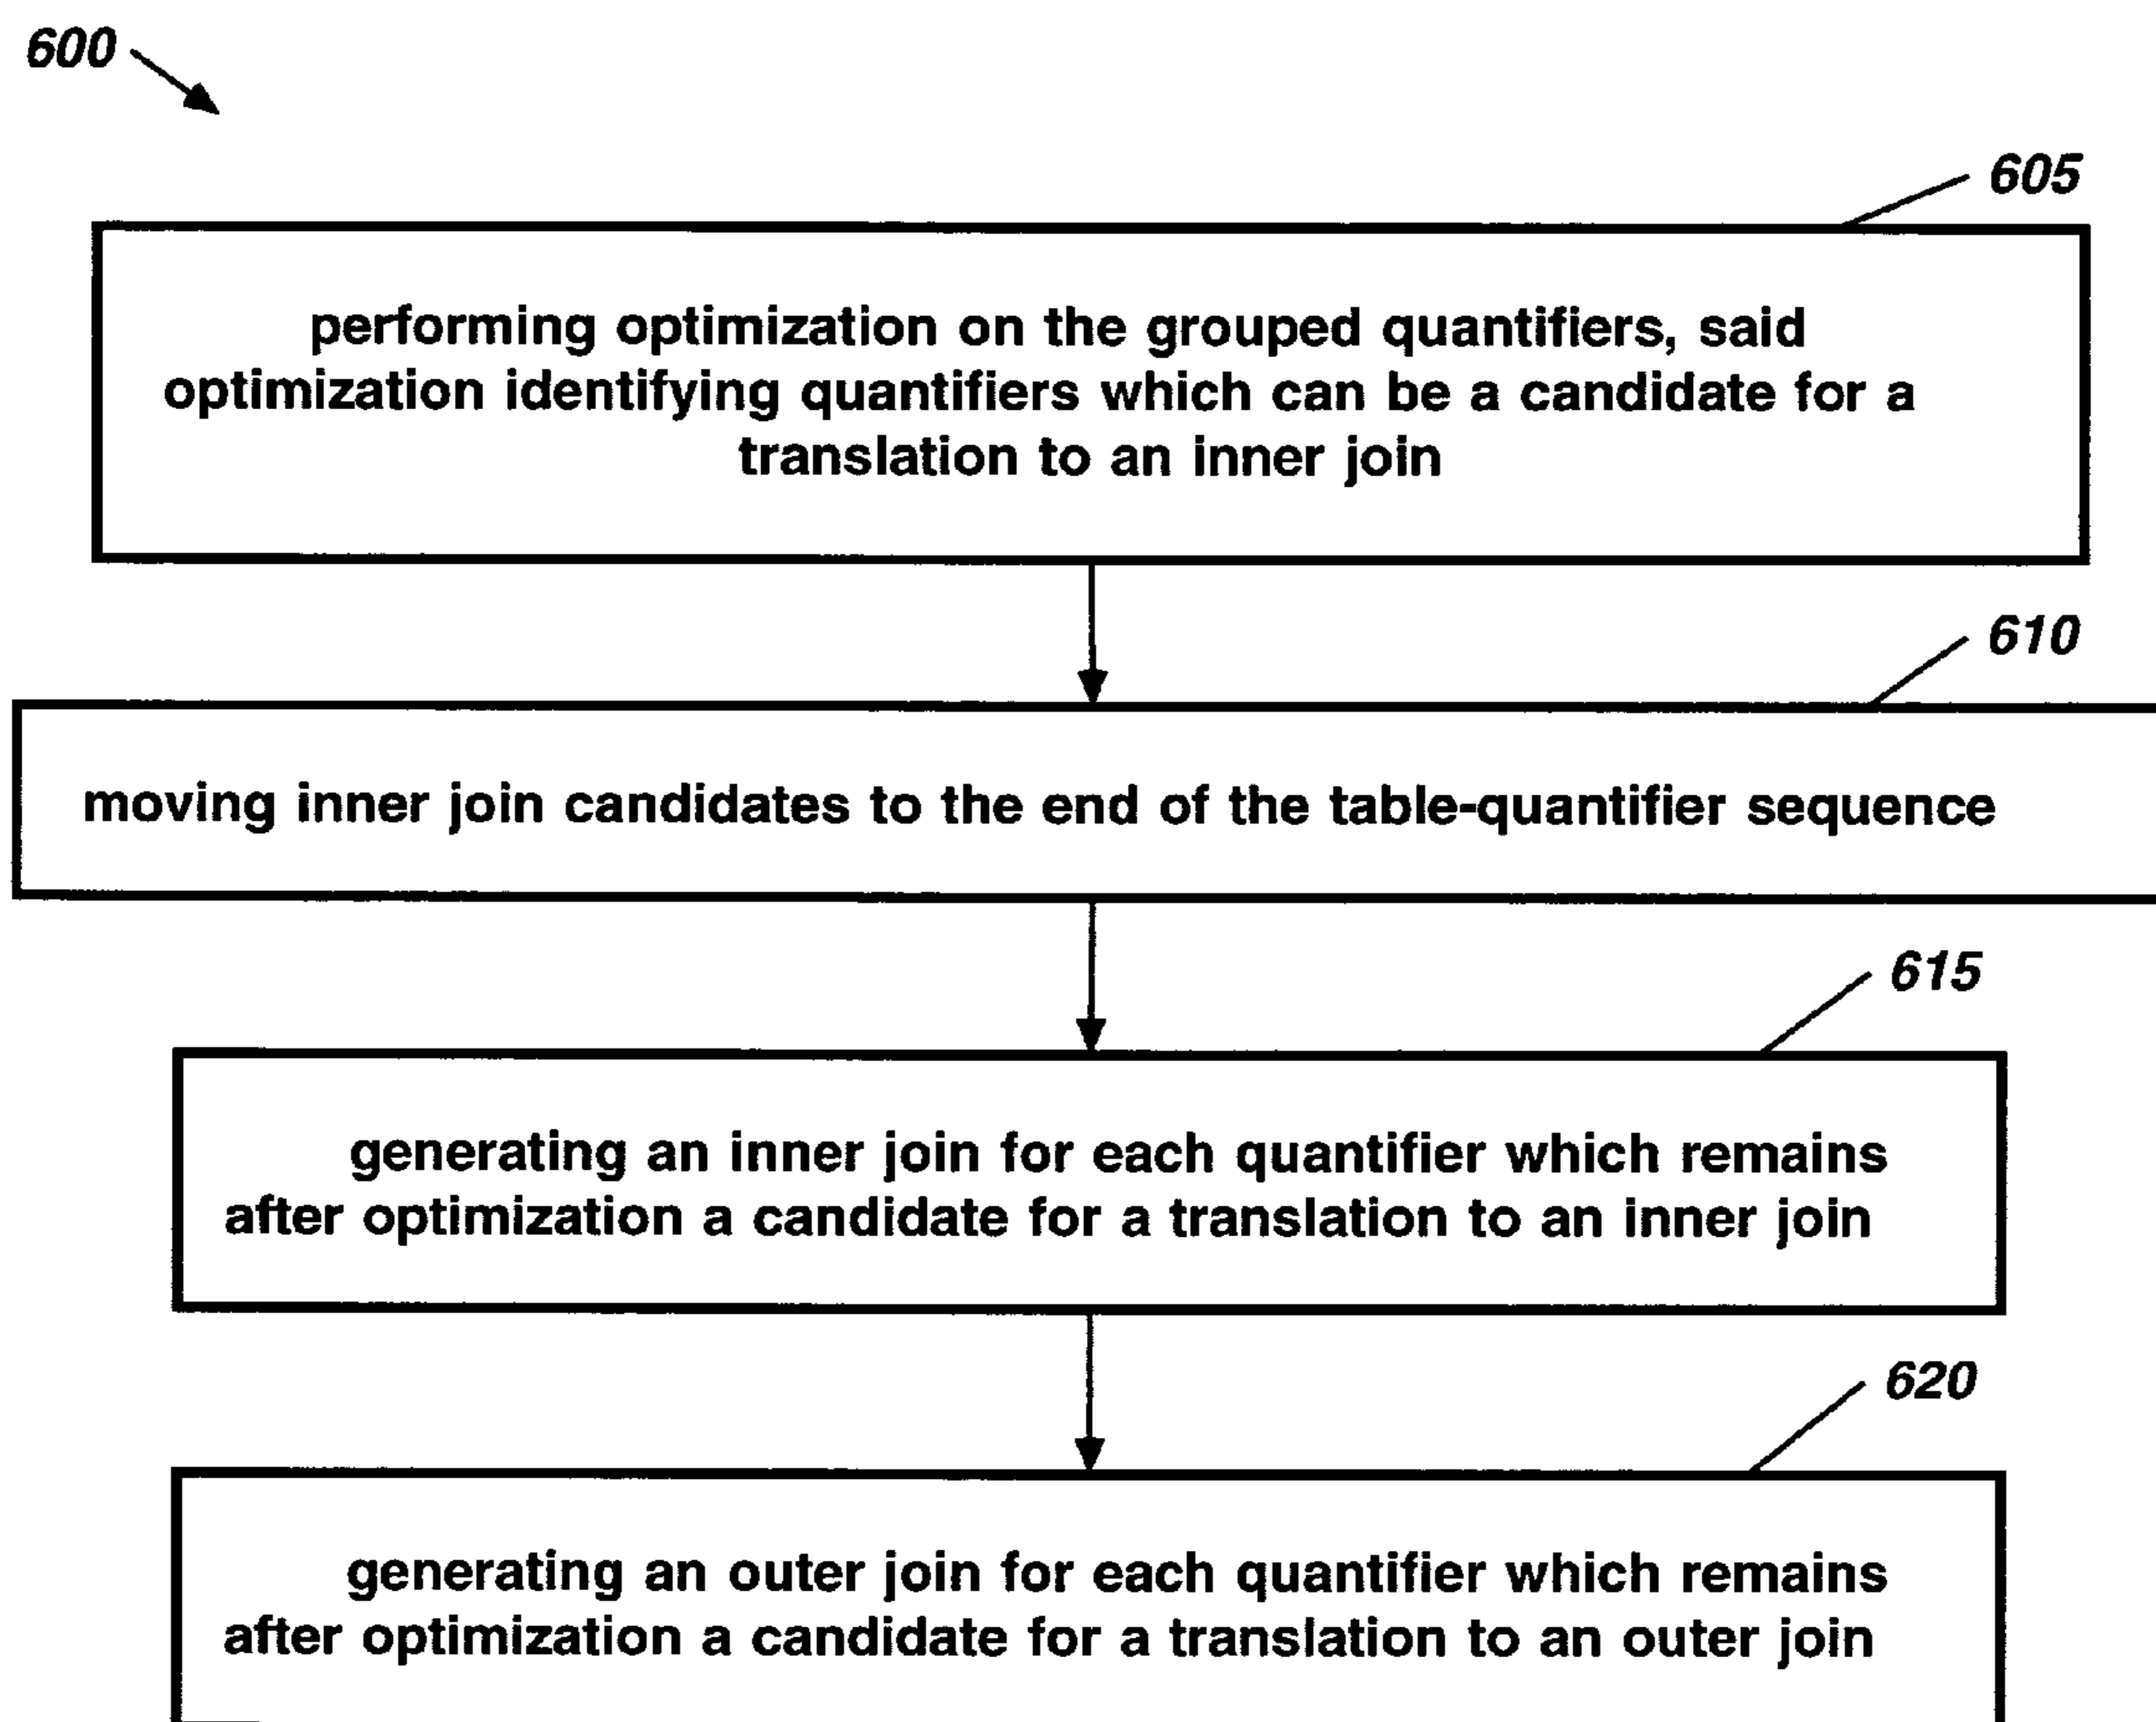 600
605
performing optimization on the grouped quantifiers, said
optimization identifying quantifiers which can be a candidate for a
translation to an inner join
610
moving inner join candidates to the end of the table-quantifier sequence
615
generating an inner join for each quantifier which remains
after optimization a candidate for a translation to an inner join
620
generating an outer join for each quantifier which remains
after optimization a candidate for a translation to an outer join